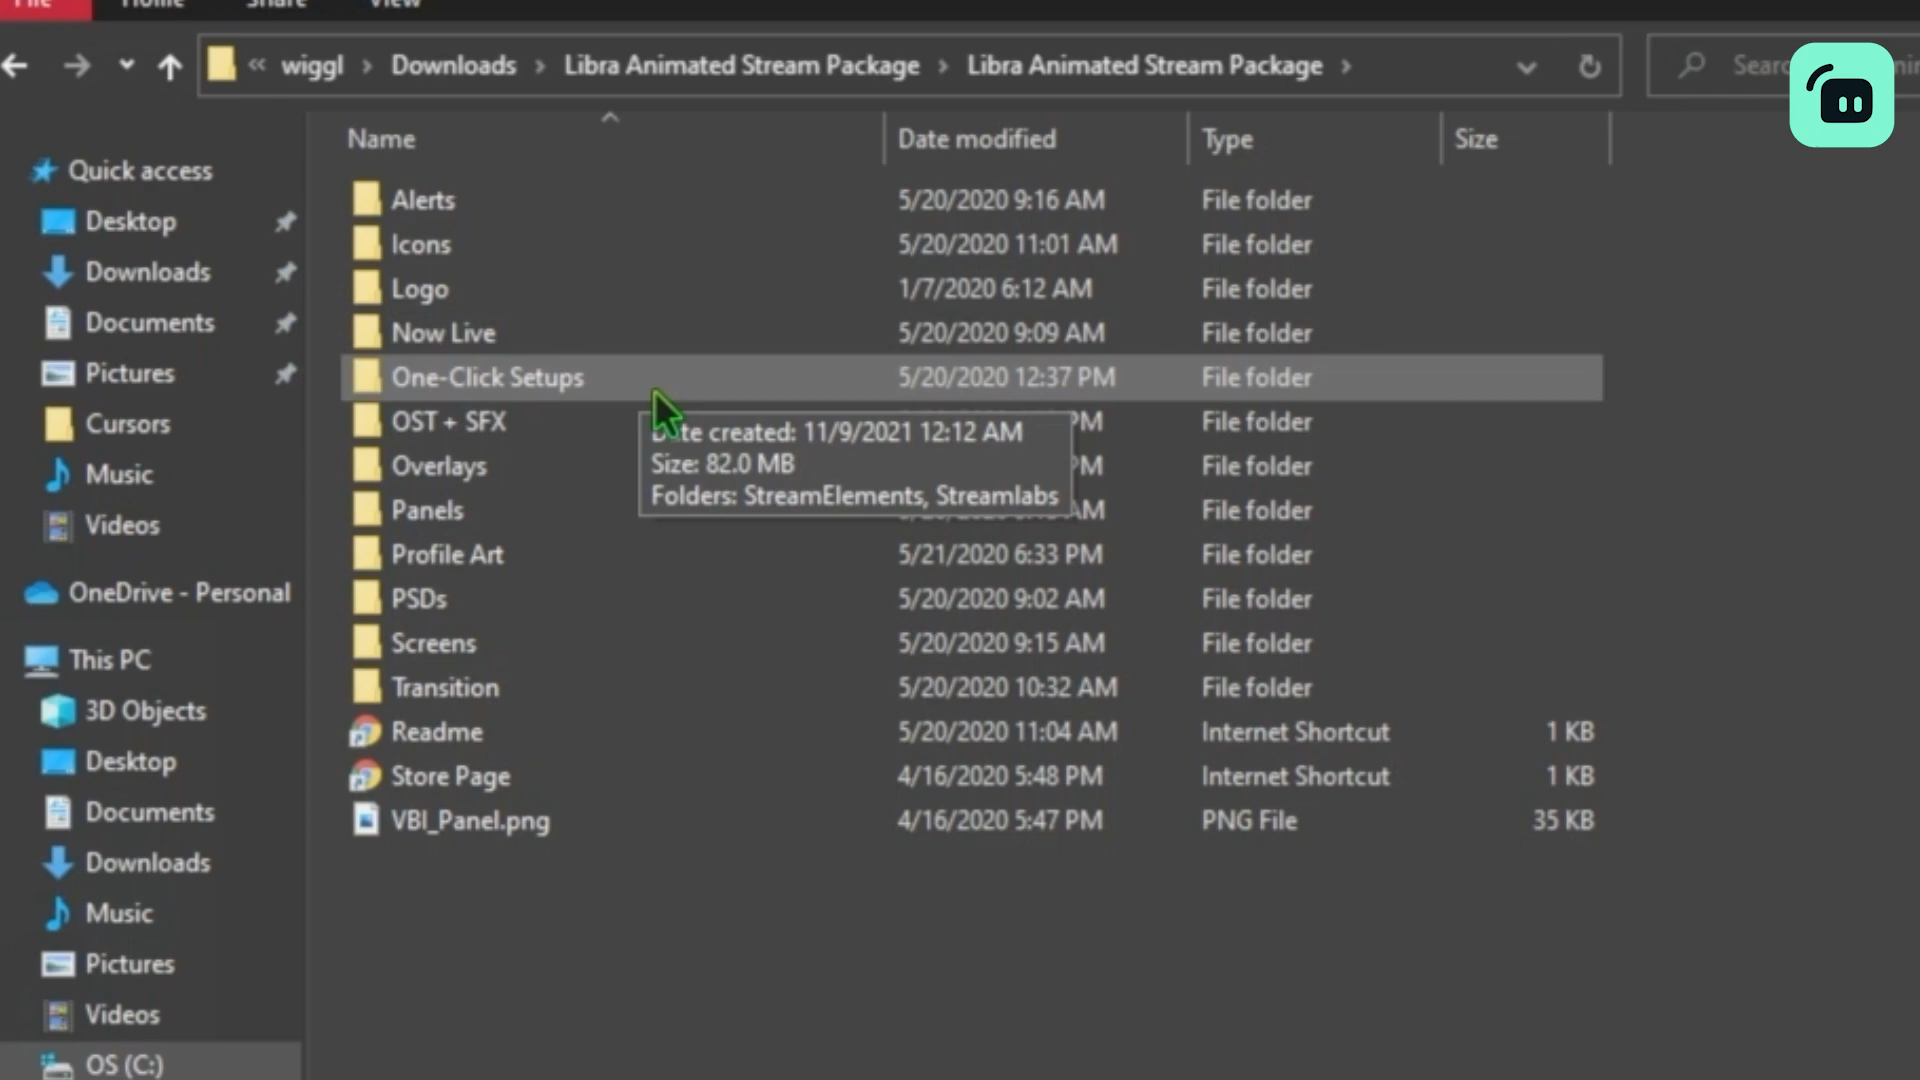 File Home Share View
« wiggl › Downloads › Libra Animated Stream Package › Libra Animated Stream Package ›
Name Date modified Type Size
Quick access
Desktop
Downloads
Documents
Pictures
Cursors
Music
Videos
OneDrive - Personal
This PC
3D Objects
Desktop
Documents
Downloads
Music
Pictures
Videos
OS (C:)
Alerts 5/20/2020 9:16 AM File folder
Icons 5/20/2020 11:01 AM File folder
Logo 1/7/2020 6:12 AM File folder
Now Live 5/20/2020 9:09 AM File folder
One-Click Setups 5/20/2020 12:37 PM File folder
OST + SFX PM File folder
Overlays PM File folder
Panels AM File folder
Profile Art 5/21/2020 6:33 PM File folder
PSDs 5/20/2020 9:02 AM File folder
Screens 5/20/2020 9:15 AM File folder
Transition 5/20/2020 10:32 AM File folder
Readme 5/20/2020 11:04 AM Internet Shortcut 1 KB
Store Page 4/16/2020 5:48 PM Internet Shortcut 1 KB
VBI_Panel.png 4/16/2020 5:47 PM PNG File 35 KB
Date created: 11/9/2021 12:12 AM
Size: 82.0 MB
Folders: StreamElements, Streamlabs